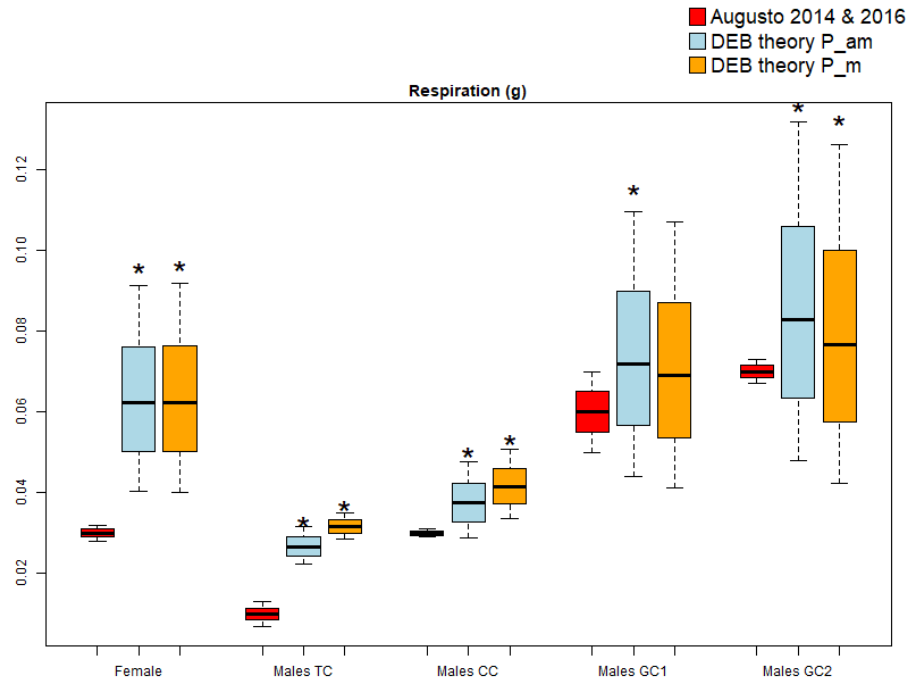 Augusto 2014 & 2016
DEB theory P_am
DEB theory P_m
Respiration (g)
0.12
0.10
0.08
0.06
0.04
0.02
* * * * * * * * *
Female Males TC Males CC Males GC1 Males GC2